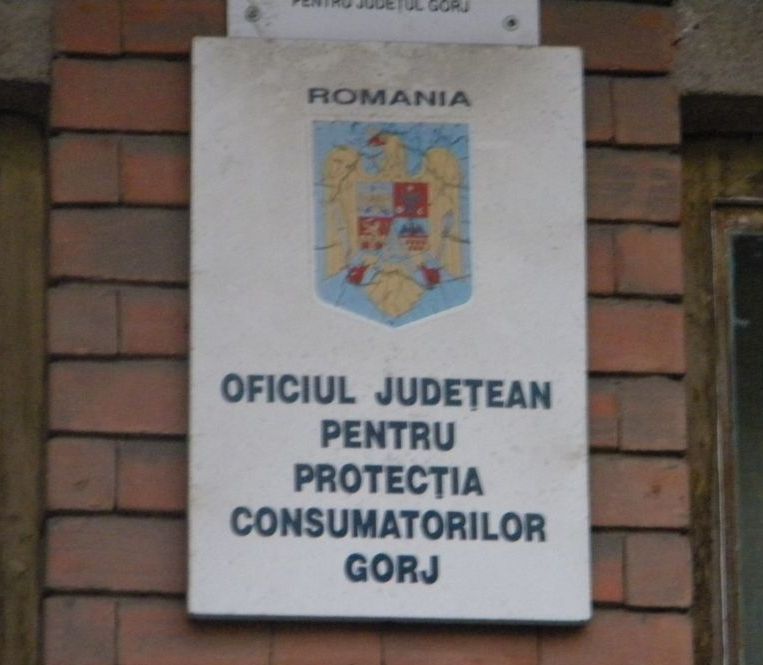 PENTRU JUDEȚUL GORJ
ROMANIA
OFICIUL JUDEȚEAN
PENTRU
PROTECȚIA
CONSUMATORILOR
GORJ